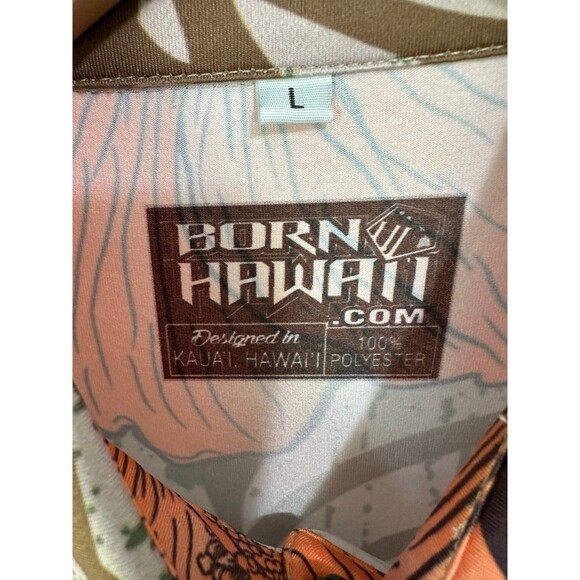 L
BORN
HAWAI'I
.COM
Designed in
KAUA'I, HAWAI'I
100%
POLYESTER